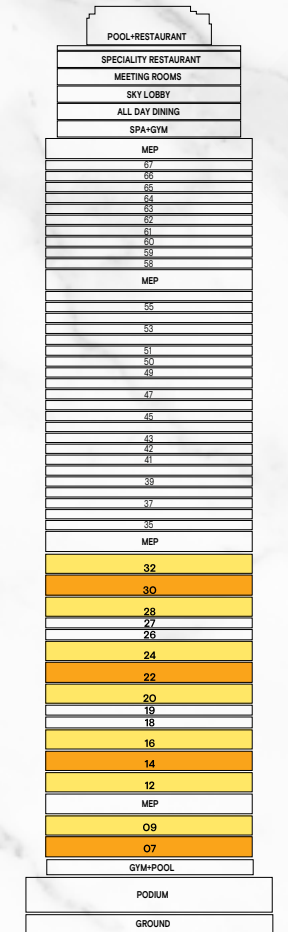 POOL+RESTAURANT
SPECIALITY RESTAURANT
MEETING ROOMS
SKY LOBBY
ALL DAY DINING
SPA+GYM
MEP
67
66
65
64
63
62
61
60
59
58
MEP
55
53
51
50
49
47
45
43
42
41
39
37
35
MEP
32
30
28
27
26
24
22
20
19
18
16
14
12
MEP
09
07
GYM+POOL
PODIUM
GROUND